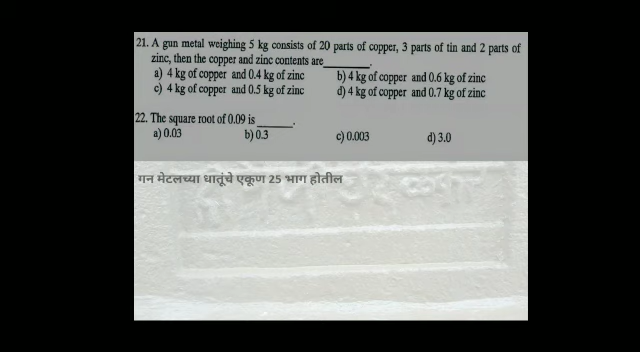 21. A gun metal weighing 5 kg consists of 20 parts of copper, 3 parts of tin and 2 parts of
zinc, then the copper and zinc contents are________.
a) 4 kg of copper and 0.4 kg of zinc b) 4 kg of copper and 0.6 kg of zinc
c) 4 kg of copper and 0.5 kg of zinc d) 4 kg of copper and 0.7 kg of zinc
22. The square root of 0.09 is ______.
a) 0.03 b) 0.3 c) 0.003 d) 3.0
गन मेटलच्या धातूंचे एकूण 25 भाग होतील